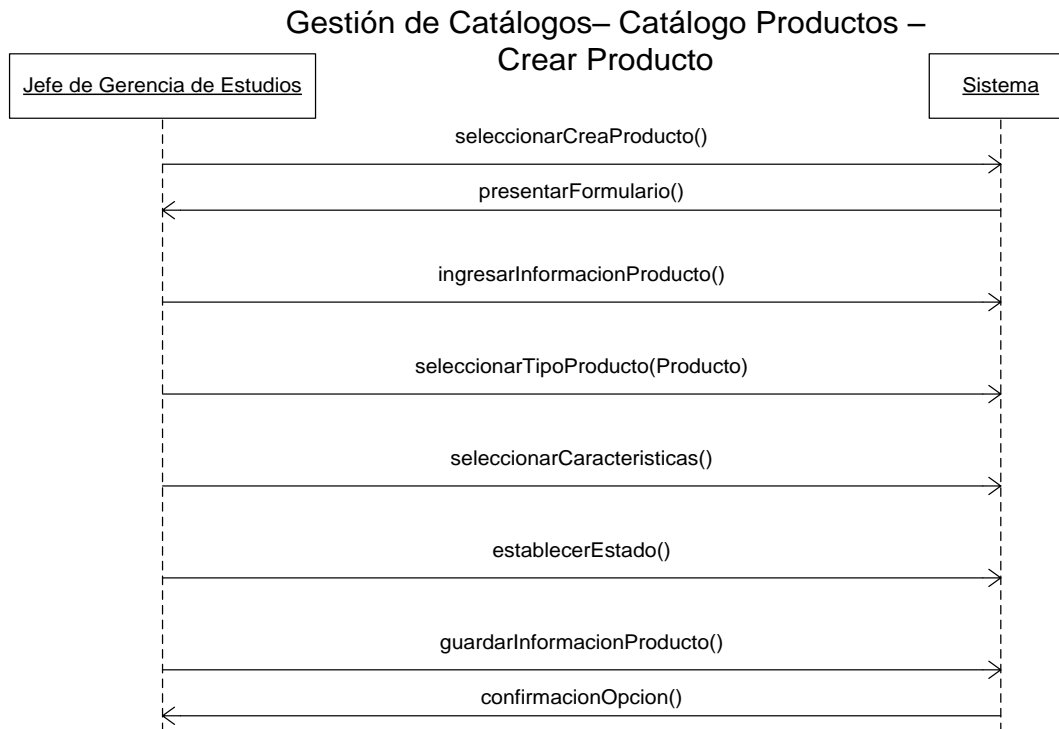 Gestión de Catálogos– Catálogo Productos –
Crear Producto
Jefe de Gerencia de Estudios
Sistema
seleccionarCreaProducto()
presentarFormulario()
ingresarInformacionProducto()
seleccionarTipoProducto(Producto)
seleccionarCaracteristicas()
establecerEstado()
guardarInformacionProducto()
confirmacionOpcion()